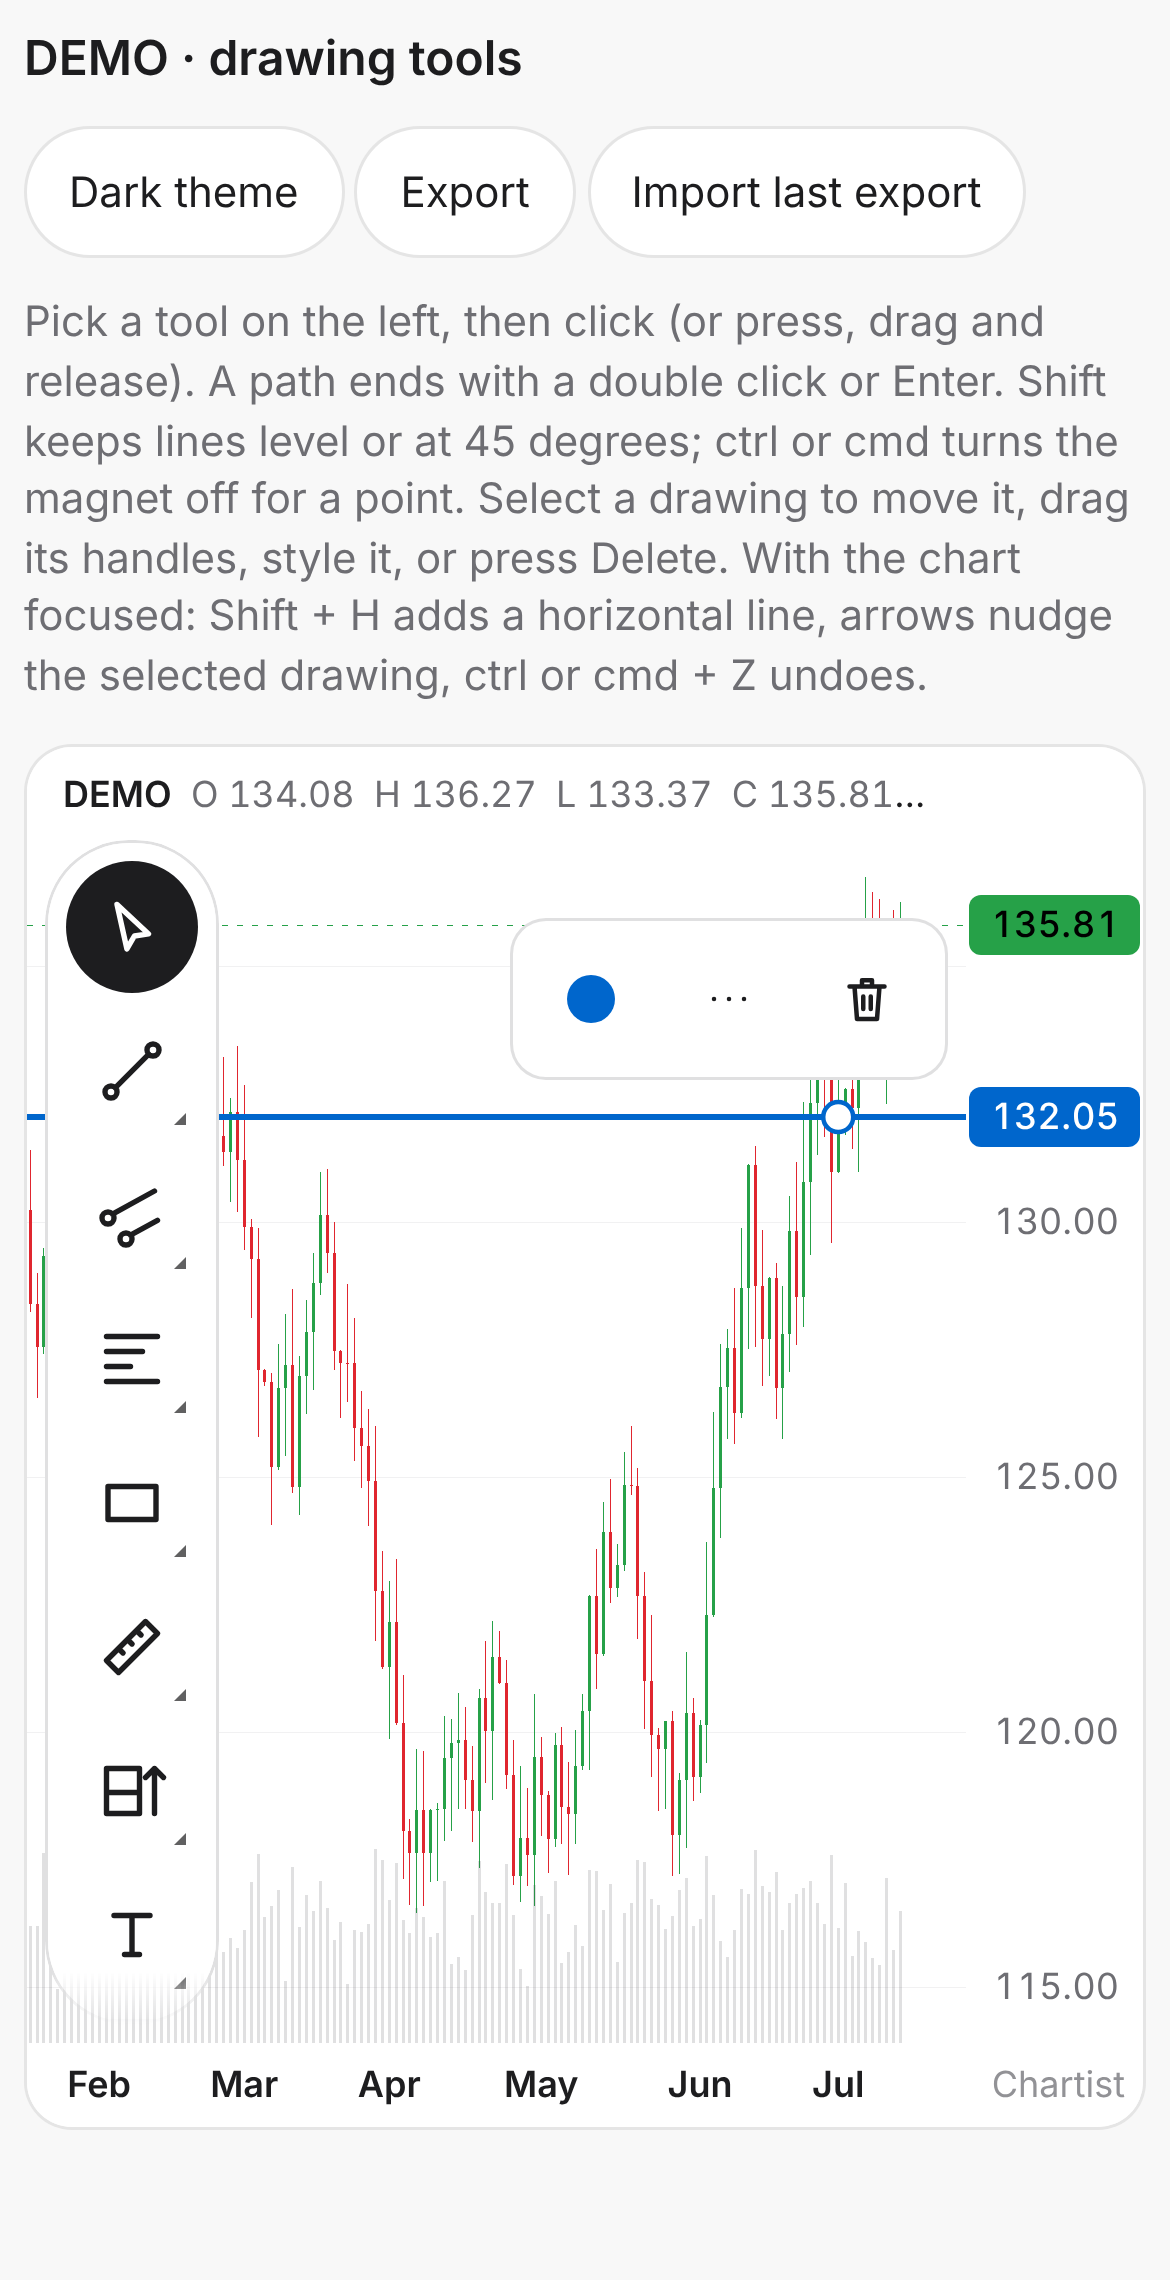 DEMO · drawing tools
Dark theme Export Import last export
Pick a tool on the left, then click (or press, drag and
release). A path ends with a double click or Enter. Shift
keeps lines level or at 45 degrees; ctrl or cmd turns the
magnet off for a point. Select a drawing to move it, drag
its handles, style it, or press Delete. With the chart
focused: Shift + H adds a horizontal line, arrows nudge
the selected drawing, ctrl or cmd + Z undoes.
DEMO O 134.08 H 136.27 L 133.37 C 135.81...
135.81
132.05
130.00
125.00
120.00
115.00
Feb Mar Apr May Jun Jul Chartist